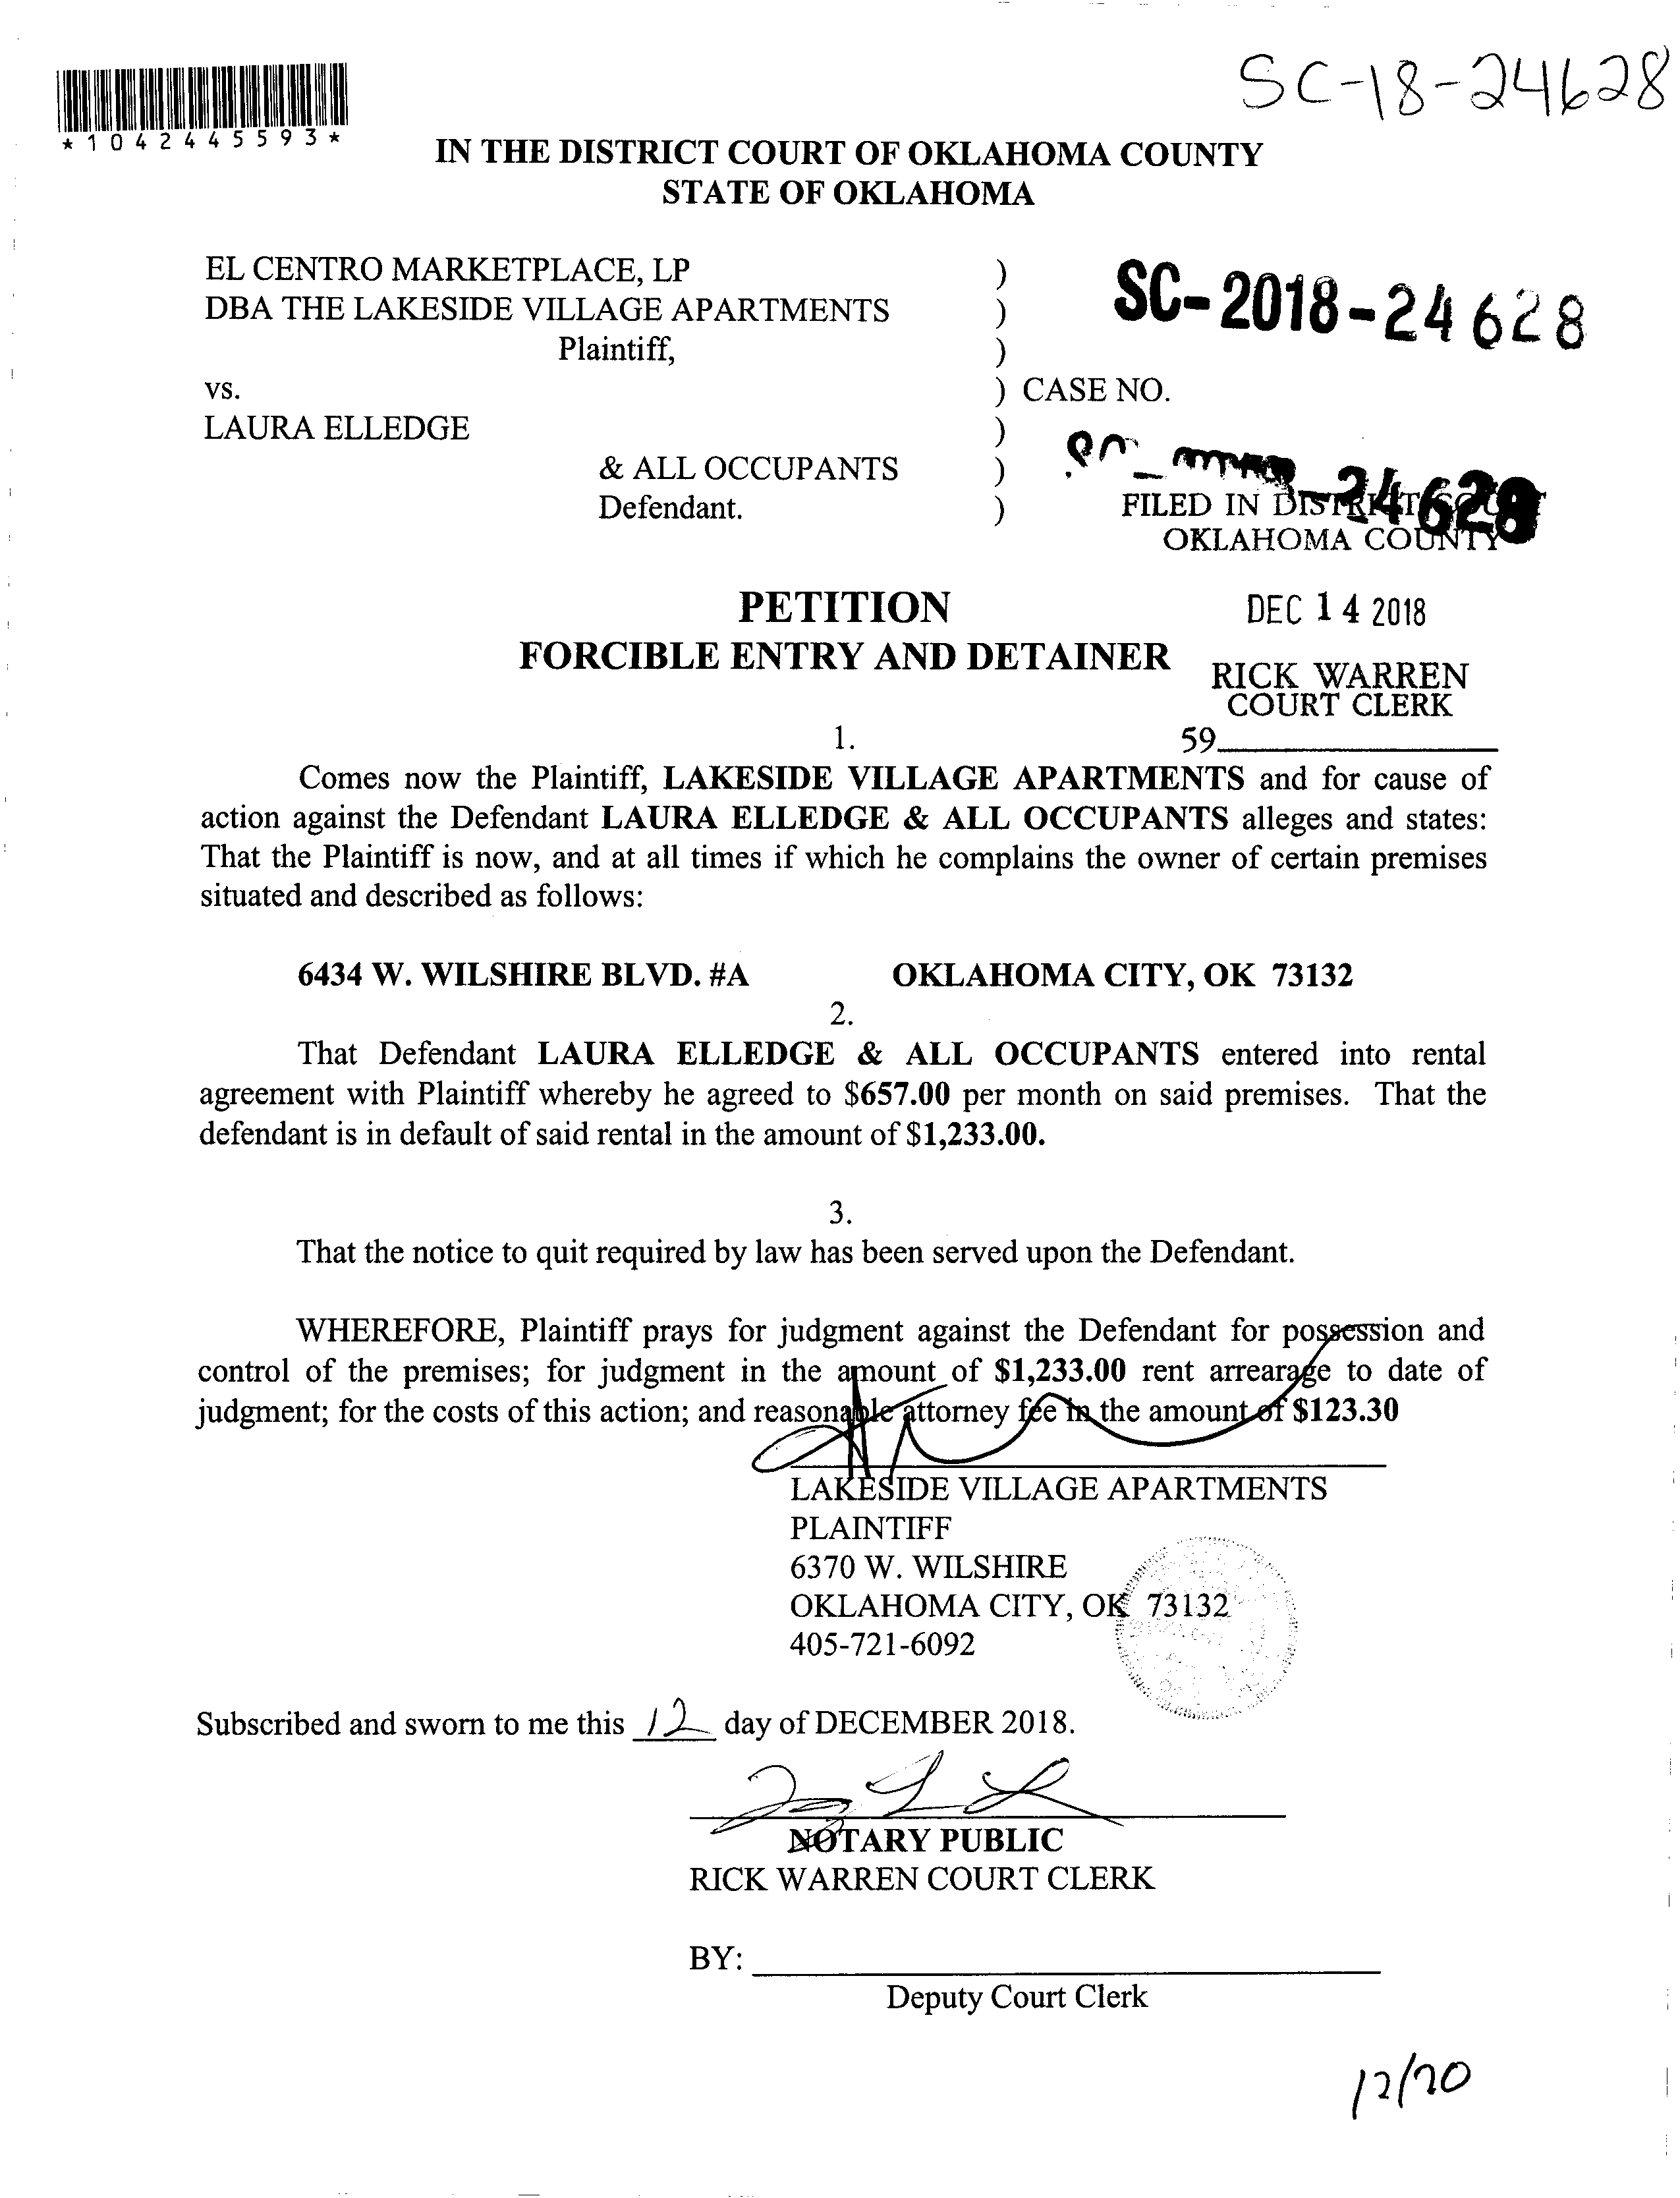 SC-18-24628
*1042445593*
IN THE DISTRICT COURT OF OKLAHOMA COUNTY
STATE OF OKLAHOMA
EL CENTRO MARKETPLACE, LP )
DBA THE LAKESIDE VILLAGE APARTMENTS )
SC-2018-24628
Plaintiff, )
vs. ) CASE NO.
LAURA ELLEDGE )
& ALL OCCUPANTS )
Defendant. )
-24628
FILED IN DISTRICT COURT
OKLAHOMA COUNTY
PETITION
DEC 14 2018
FORCIBLE ENTRY AND DETAINER
RICK WARREN
COURT CLERK
1.
59
Comes now the Plaintiff, LAKESIDE VILLAGE APARTMENTS and for cause of
action against the Defendant LAURA ELLEDGE & ALL OCCUPANTS alleges and states:
That the Plaintiff is now, and at all times if which he complains the owner of certain premises
situated and described as follows:
6434 W. WILSHIRE BLVD. #A OKLAHOMA CITY, OK 73132
2.
That Defendant LAURA ELLEDGE & ALL OCCUPANTS entered into rental
agreement with Plaintiff whereby he agreed to $657.00 per month on said premises. That the
defendant is in default of said rental in the amount of $1,233.00.
3.
That the notice to quit required by law has been served upon the Defendant.
WHEREFORE, Plaintiff prays for judgment against the Defendant for possession and
control of the premises; for judgment in the amount of $1,233.00 rent arrearage to date of
judgment; for the costs of this action; and reasonable attorney fee in the amount of $123.30
LAKESIDE VILLAGE APARTMENTS
PLAINTIFF
6370 W. WILSHIRE
OKLAHOMA CITY, OK 73132
405-721-6092
Subscribed and sworn to me this 12 day of DECEMBER 2018.
NOTARY PUBLIC
RICK WARREN COURT CLERK
BY:
Deputy Court Clerk
12/20